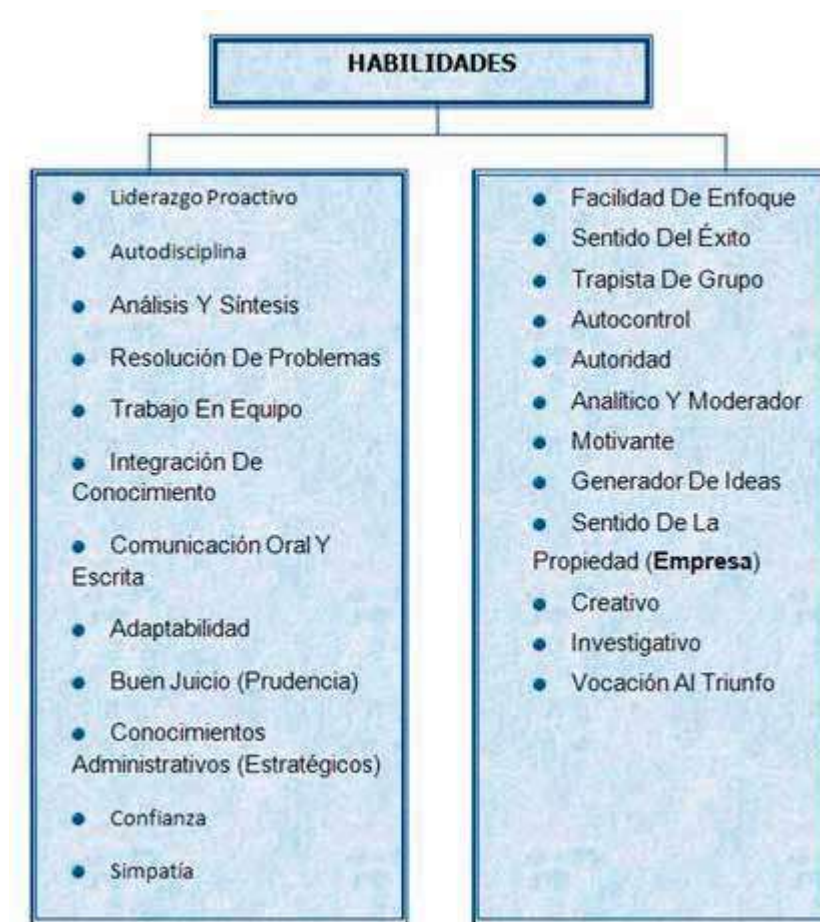 HABILIDADES
Liderazgo Proactivo
Autodisciplina
Análisis Y Síntesis
Resolución De Problemas
Trabajo En Equipo
Integración De
Conocimiento
Comunicación Oral Y
Escrita
Adaptabilidad
Buen Juicio (Prudencia)
Conocimientos
Administrativos (Estratégicos)
Confianza
Simpatía
Facilidad De Enfoque
Sentido Del Éxito
Trapista De Grupo
Autocontrol
Autoridad
Analítico Y Moderador
Motivante
Generador De Ideas
Sentido De La
Propiedad (Empresa)
Creativo
Investigativo
Vocación Al Triunfo